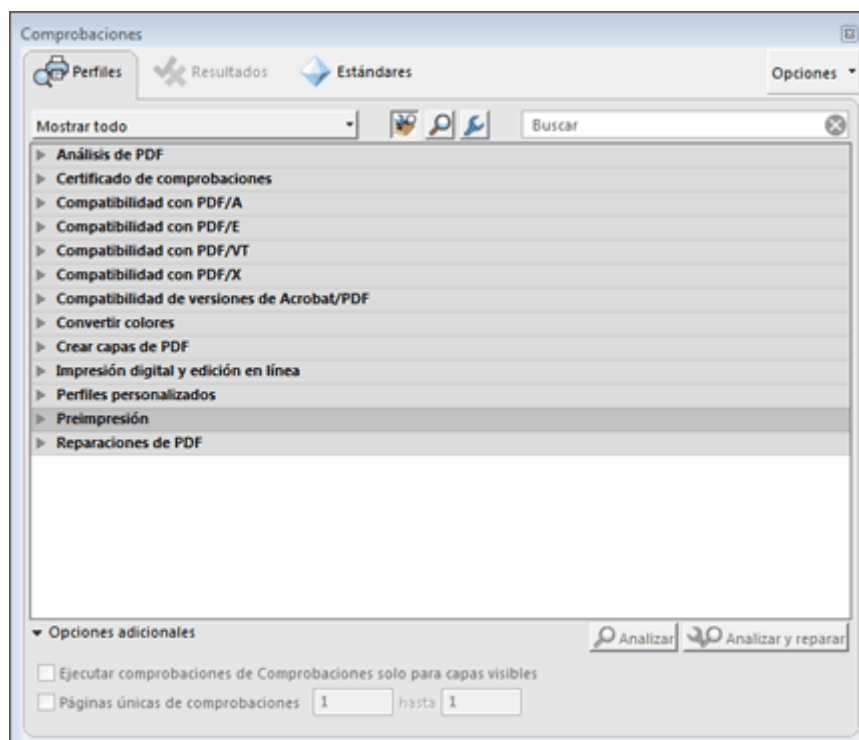 Comprobaciones
Perfiles Resultados Estándares Opciones
Mostrar todo Buscar
Análisis de PDF
Certificado de comprobaciones
Compatibilidad con PDF/A
Compatibilidad con PDF/E
Compatibilidad con PDF/VT
Compatibilidad con PDF/X
Compatibilidad de versiones de Acrobat/PDF
Convertir colores
Crear capas de PDF
Impresión digital y edición en línea
Perfiles personalizados
Preimpresión
Reparaciones de PDF
Opciones adicionales Analizar Analizar y reparar
Ejecutar comprobaciones de Comprobaciones solo para capas visibles
Páginas únicas de comprobaciones 1 hasta 1